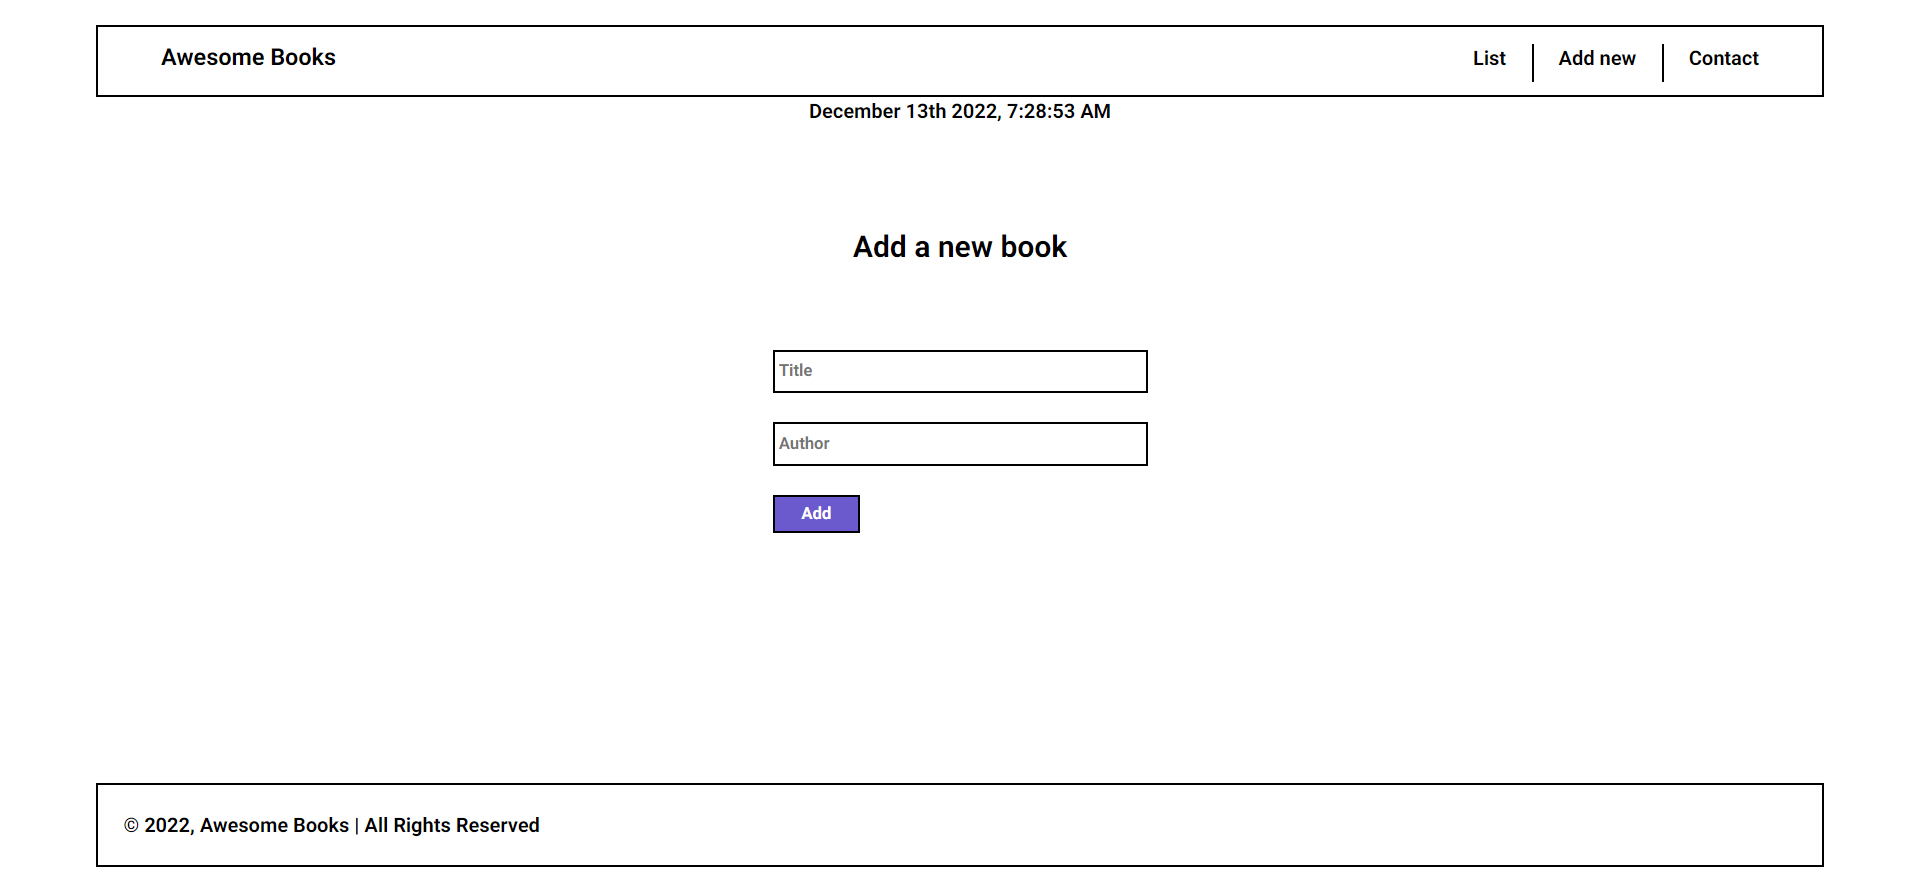 Awesome Books
List
Add new
Contact
December 13th 2022, 7:28:53 AM
Add a new book
Title
Author
Add
© 2022, Awesome Books | All Rights Reserved